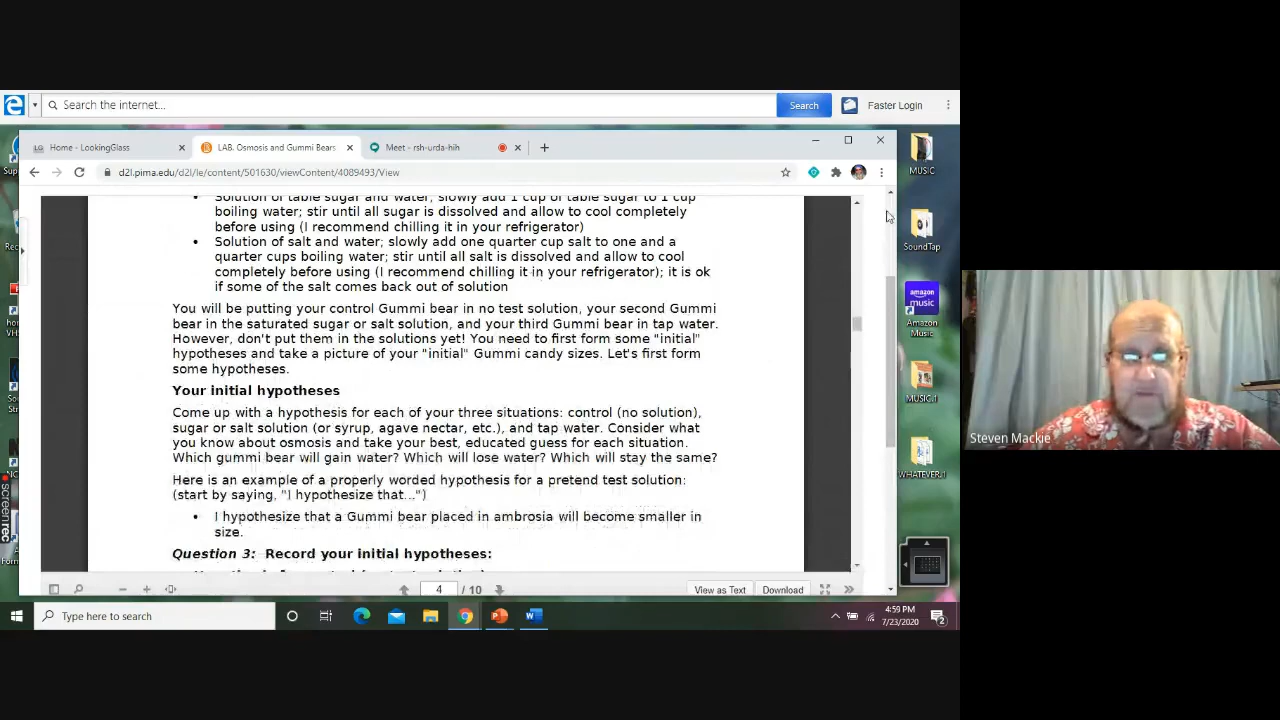 Search the internet...
Search
Faster Login
Home - LookingGlass
LAB. Osmosis and Gummi Bears
Meet - rsh-urda-hih
d2l.pima.edu/d2l/le/content/501630/viewContent/4089493/View
Solution of table sugar and water; slowly add 1 cup of table sugar to 1 cup
boiling water; stir until all sugar is dissolved and allow to cool completely
before using (I recommend chilling it in your refrigerator)
Solution of salt and water; slowly add one quarter cup salt to one and a
quarter cups boiling water; stir until all salt is dissolved and allow to cool
completely before using (I recommend chilling it in your refrigerator); it is ok
if some of the salt comes back out of solution
You will be putting your control Gummi bear in no test solution, your second Gummi
bear in the saturated sugar or salt solution, and your third Gummi bear in tap water.
However, don't put them in the solutions yet! You need to first form some "initial"
hypotheses and take a picture of your "initial" Gummi candy sizes. Let's first form
some hypotheses.
Your initial hypotheses
Come up with a hypothesis for each of your three situations: control (no solution),
sugar or salt solution (or syrup, agave nectar, etc.), and tap water. Consider what
you know about osmosis and take your best, educated guess for each situation.
Which gummi bear will gain water? Which will lose water? Which will stay the same?
Here is an example of a properly worded hypothesis for a pretend test solution:
(start by saying, "I hypothesize that...")
I hypothesize that a Gummi bear placed in ambrosia will become smaller in
size.
Question 3: Record your initial hypotheses:
4 / 10
View as Text
Download
MUSIC
SoundTap
amazon
music
Amazon
Music
MUSIC.1
WHATEVER.1
screenrec
Type here to search
4:59 PM
7/23/2020
2
Steven Mackie